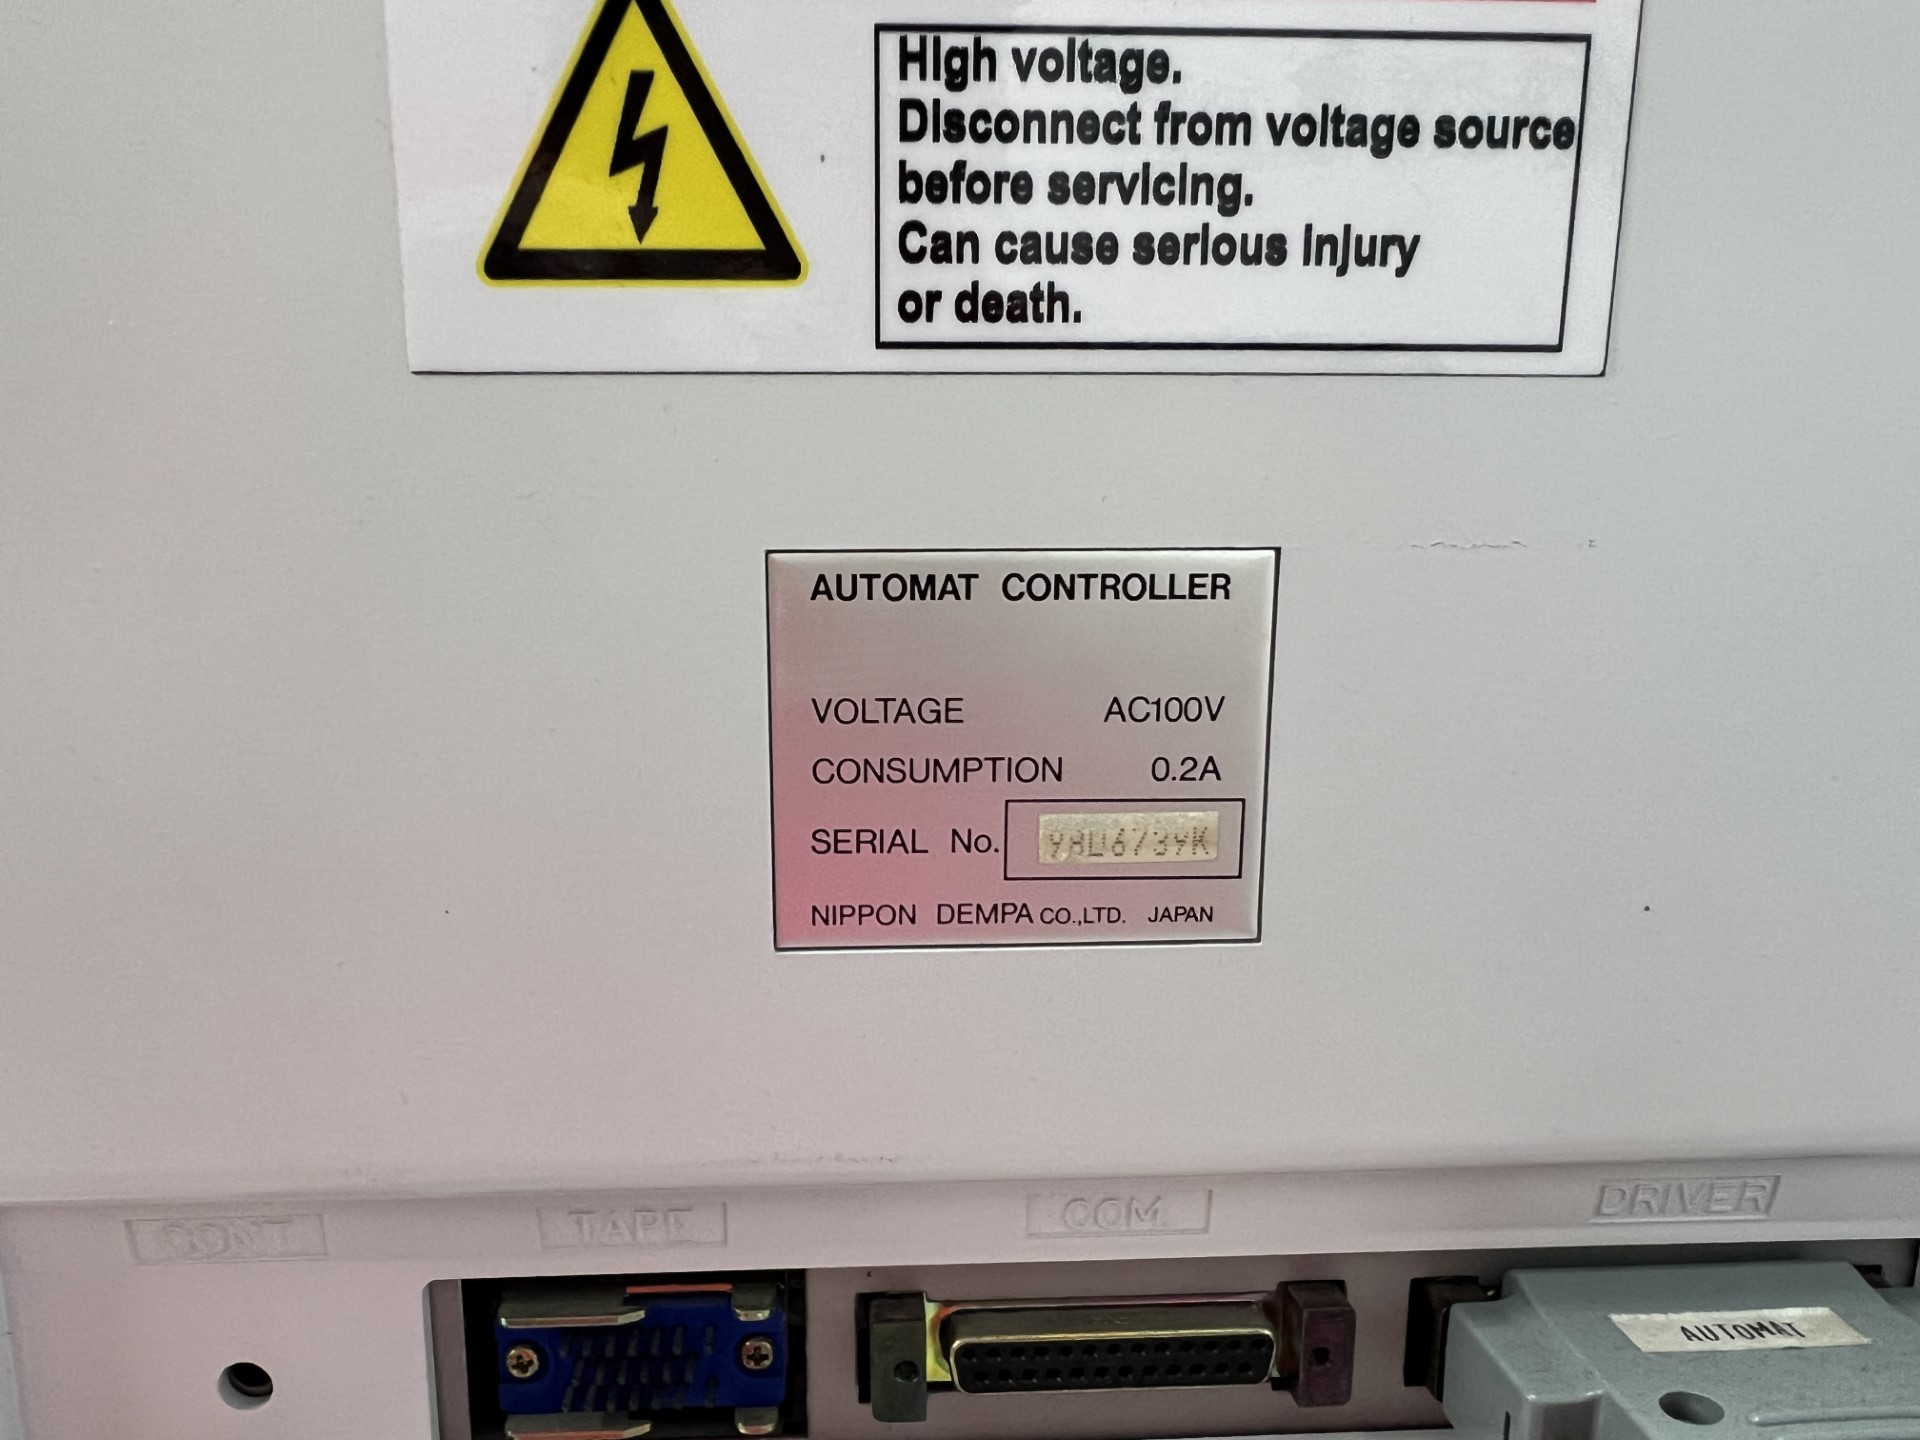 High voltage.
Disconnect from voltage source
before servicing.
Can cause serious injury
or death.
AUTOMAT CONTROLLER
VOLTAGE AC100V
CONSUMPTION 0.2A
SERIAL No.
NIPPON DEMPA CO.,LTD. JAPAN
CONT
TAPE
COM.
DRIVER
AUTOMAT